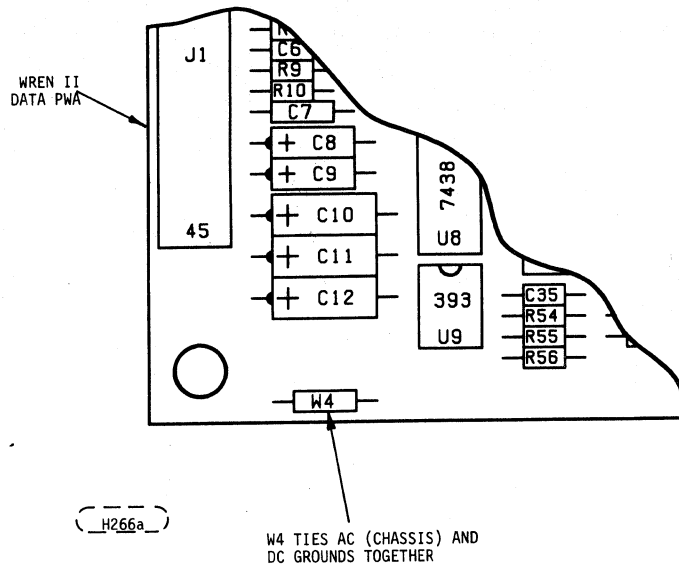 J1
C6
R9
R10
C7
WREN II
DATA PWA
+ C8
+ C9
7438
U8
+ C10
+ C11
+ C12
45
393
U9
C35
R54
R55
R56
W4
H266a
W4 TIES AC (CHASSIS) AND
DC GROUNDS TOGETHER